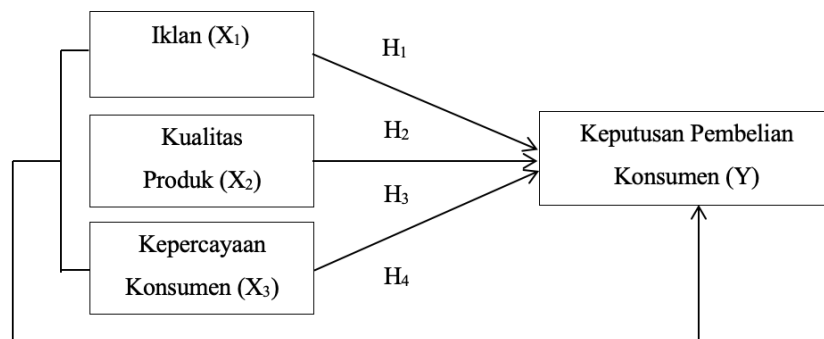 Iklan (X₁)
H₁
Kualitas
Produk (X₂)
H₂
Keputusan Pembelian
Konsumen (Y)
H₃
Kepercayaan
Konsumen (X₃)
H₄